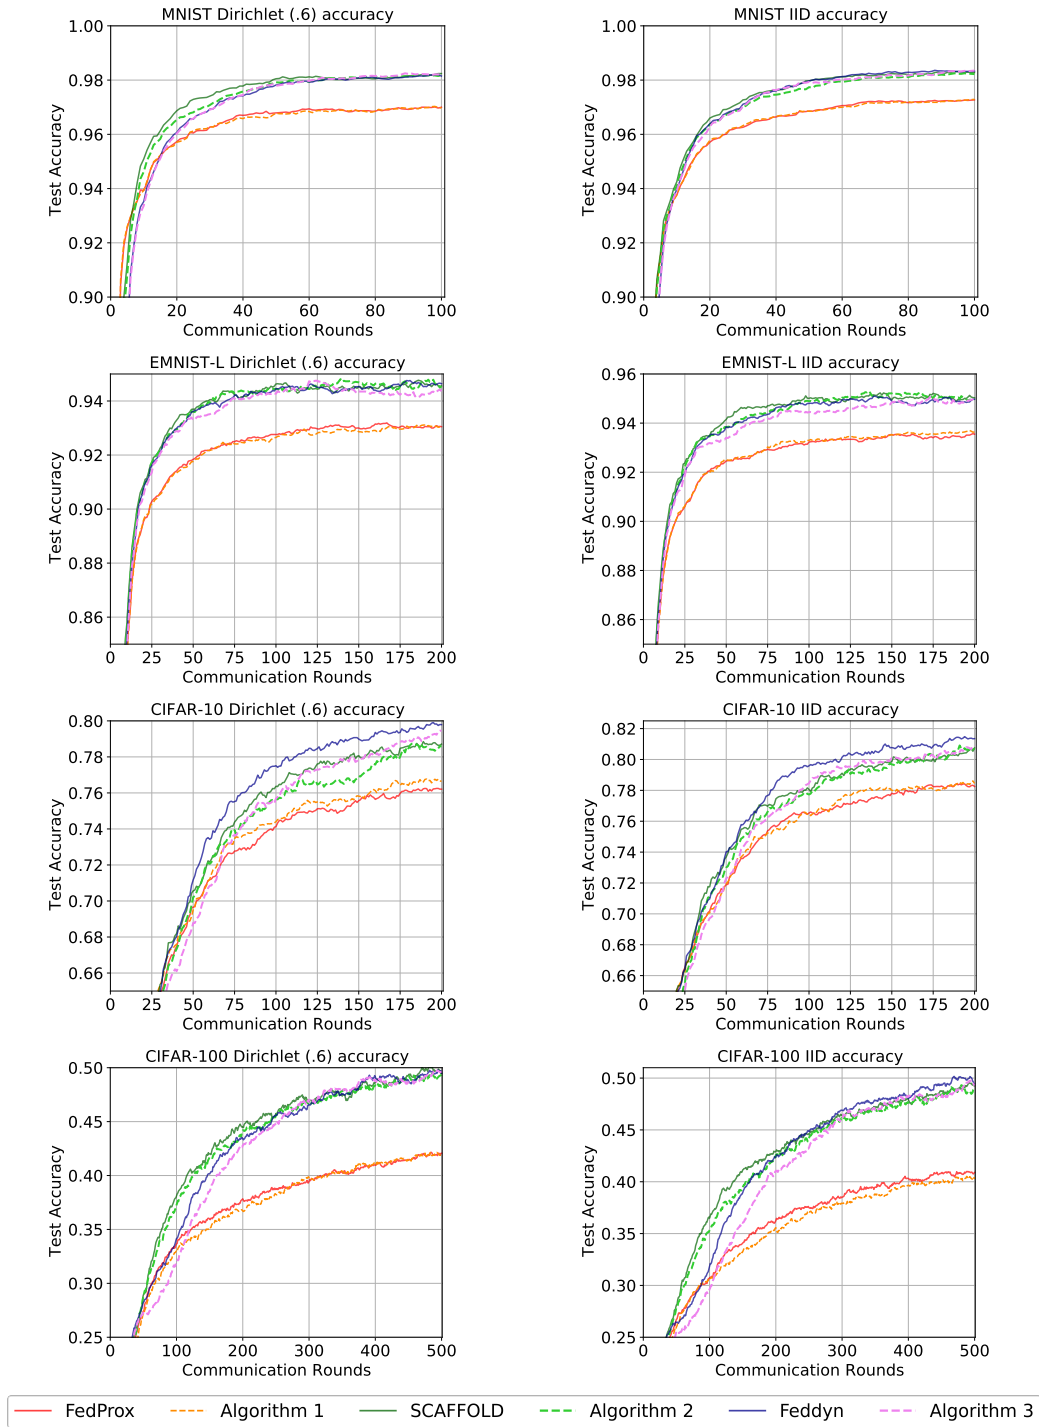 MNIST Dirichlet (.6) accuracy
1.00
0.98
0.96
0.94
0.92
0.90
Test Accuracy
0 20 40 60 80 100
Communication Rounds
MNIST IID accuracy
1.00
0.98
0.96
0.94
0.92
0.90
Test Accuracy
0 20 40 60 80 100
Communication Rounds
EMNIST-L Dirichlet (.6) accuracy
0.94
0.92
0.90
0.88
0.86
Test Accuracy
0 25 50 75 100 125 150 175 200
Communication Rounds
EMNIST-L IID accuracy
0.96
0.94
0.92
0.90
0.88
0.86
Test Accuracy
0 25 50 75 100 125 150 175 200
Communication Rounds
CIFAR-10 Dirichlet (.6) accuracy
0.80
0.78
0.76
0.74
0.72
0.70
0.68
0.66
Test Accuracy
0 25 50 75 100 125 150 175 200
Communication Rounds
CIFAR-10 IID accuracy
0.82
0.80
0.78
0.76
0.74
0.72
0.70
0.68
0.66
Test Accuracy
0 25 50 75 100 125 150 175 200
Communication Rounds
CIFAR-100 Dirichlet (.6) accuracy
0.50
0.45
0.40
0.35
0.30
0.25
Test Accuracy
0 100 200 300 400 500
Communication Rounds
CIFAR-100 IID accuracy
0.50
0.45
0.40
0.35
0.30
0.25
Test Accuracy
0 100 200 300 400 500
Communication Rounds
FedProx Algorithm 1 SCAFFOLD Algorithm 2 Feddyn Algorithm 3